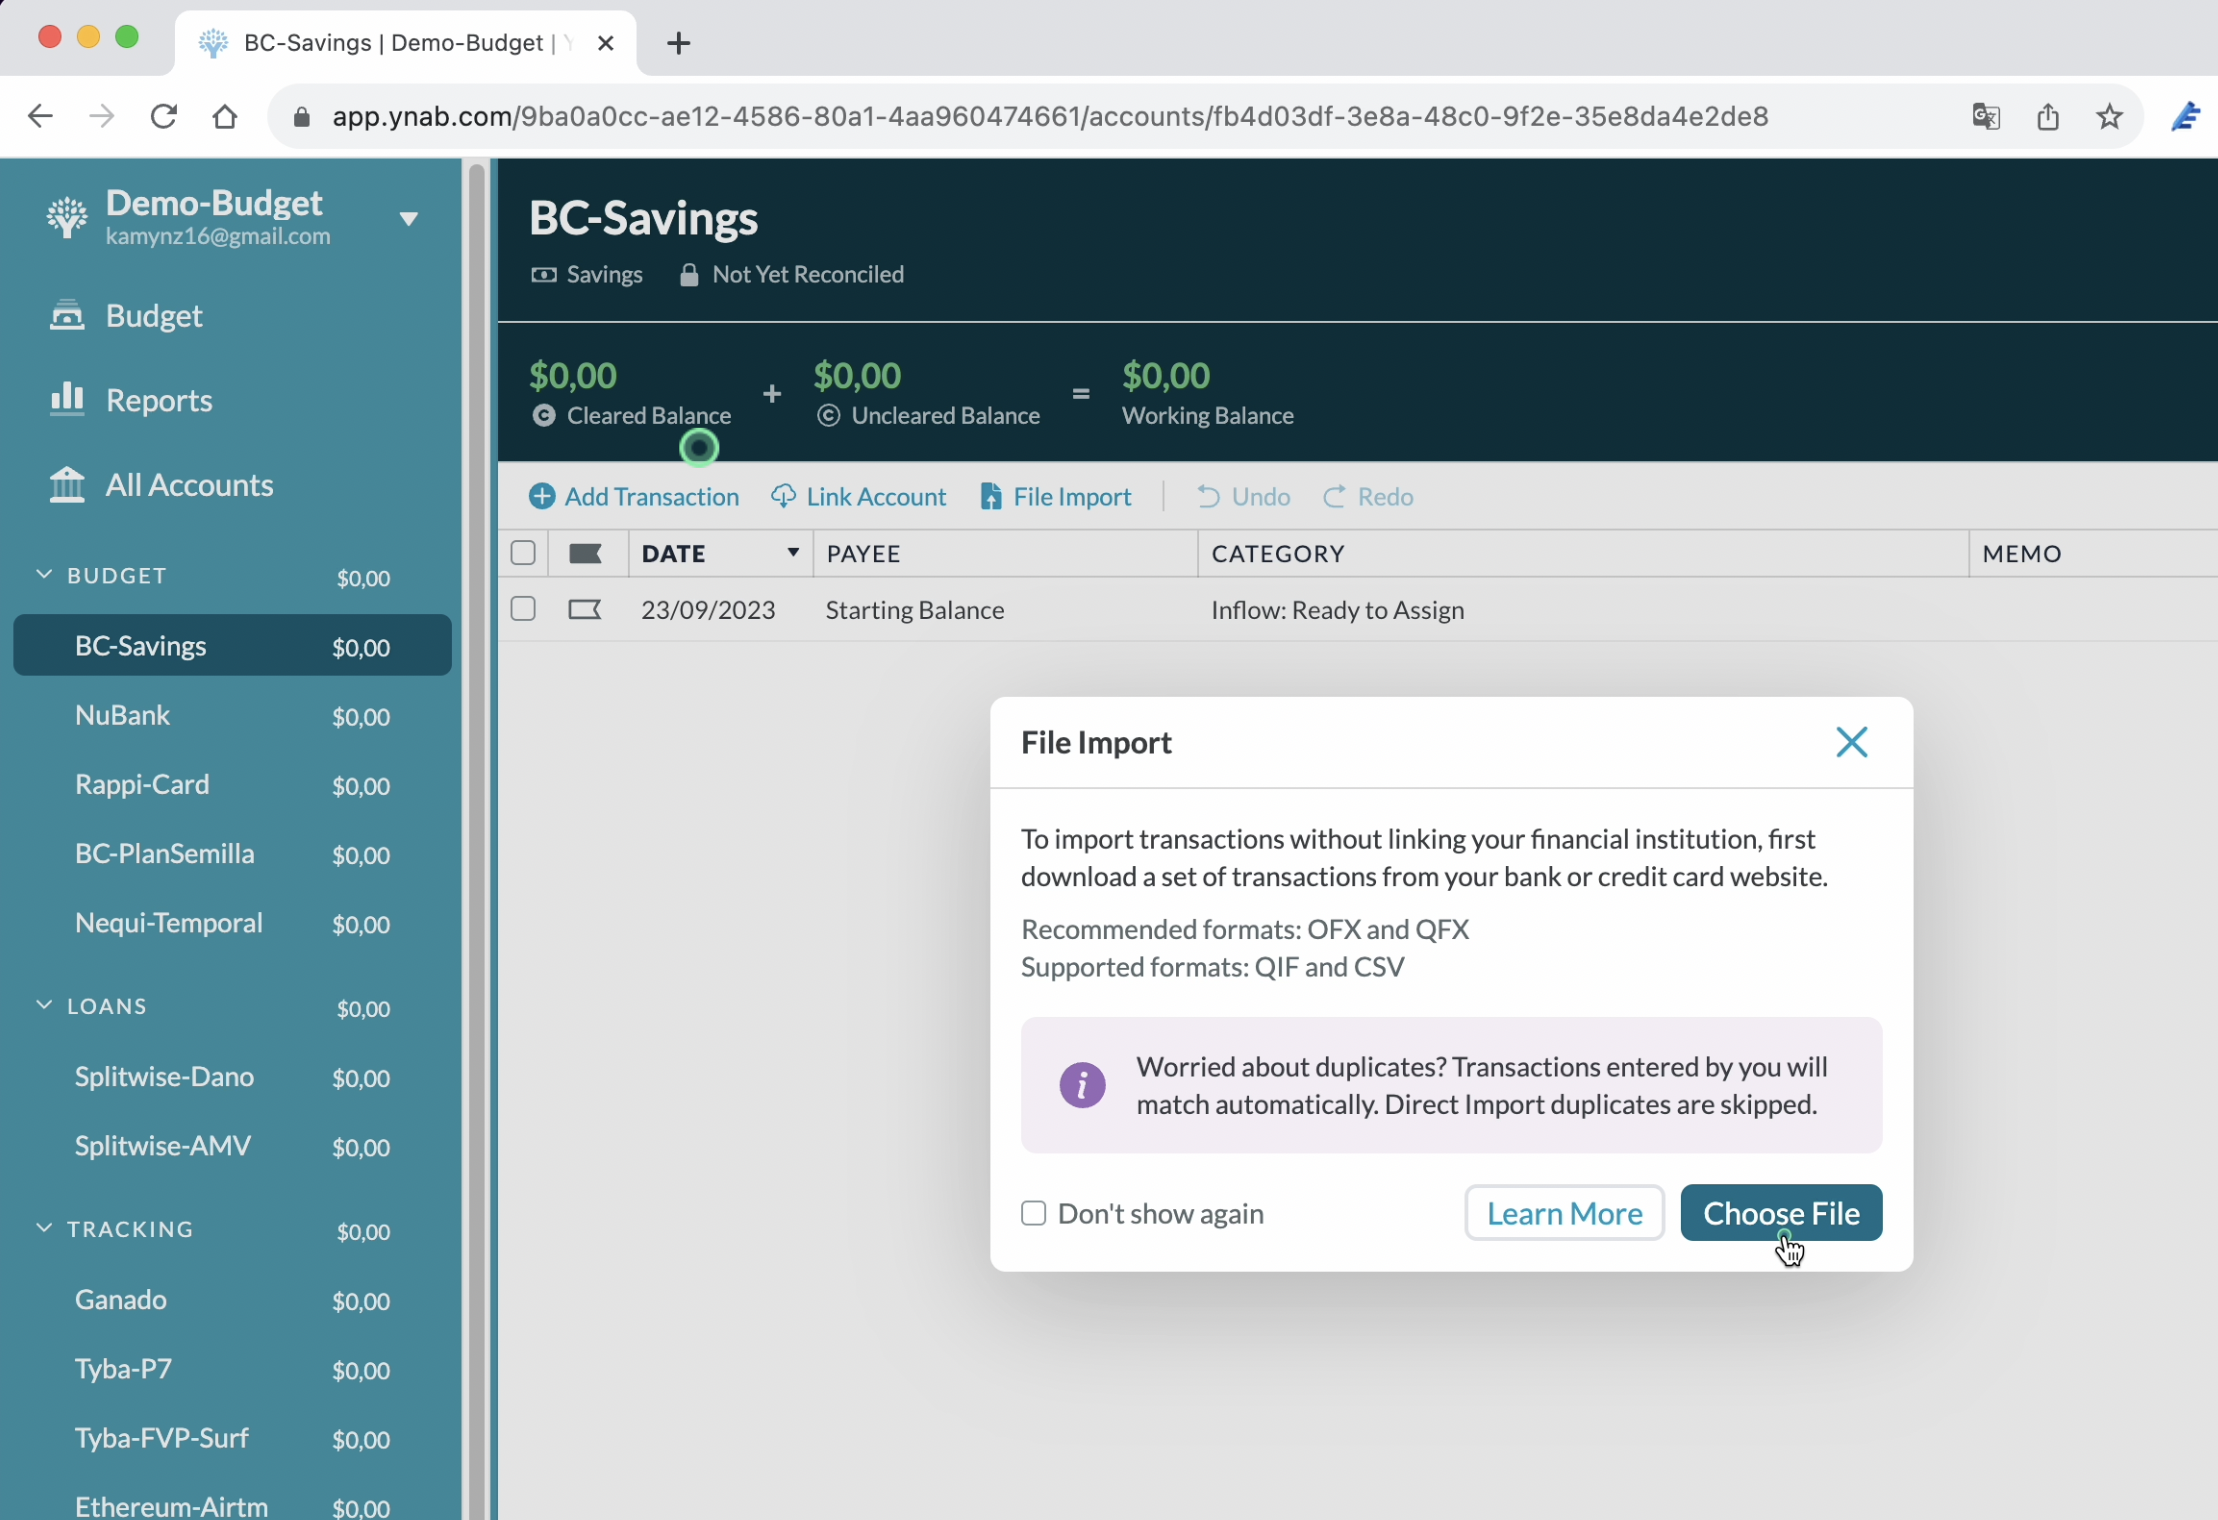 BC-Savings | Demo-Budget |
app.ynab.com/9ba0a0cc-ae12-4586-80a1-4aa960474661/accounts/fb4d03df-3e8a-48c0-9f2e-35e8da4e2de8
Demo-Budget
kamynz16@gmail.com
Budget
Reports
All Accounts
BUDGET $0,00
BC-Savings $0,00
NuBank $0,00
Rappi-Card $0,00
BC-PlanSemilla $0,00
Nequi-Temporal $0,00
LOANS $0,00
Splitwise-Dano $0,00
Splitwise-AMV $0,00
TRACKING $0,00
Ganado $0,00
Tyba-P7 $0,00
Tyba-FVP-Surf $0,00
Ethereum-Airtm $0,00
BC-Savings
Savings Not Yet Reconciled
$0,00 + $0,00 = $0,00
Cleared Balance Uncleared Balance Working Balance
Add Transaction Link Account File Import Undo Redo
DATE PAYEE CATEGORY MEMO
23/09/2023 Starting Balance Inflow: Ready to Assign
File Import
To import transactions without linking your financial institution, first
download a set of transactions from your bank or credit card website.
Recommended formats: OFX and QFX
Supported formats: QIF and CSV
Worried about duplicates? Transactions entered by you will
match automatically. Direct Import duplicates are skipped.
Don't show again Learn More Choose File